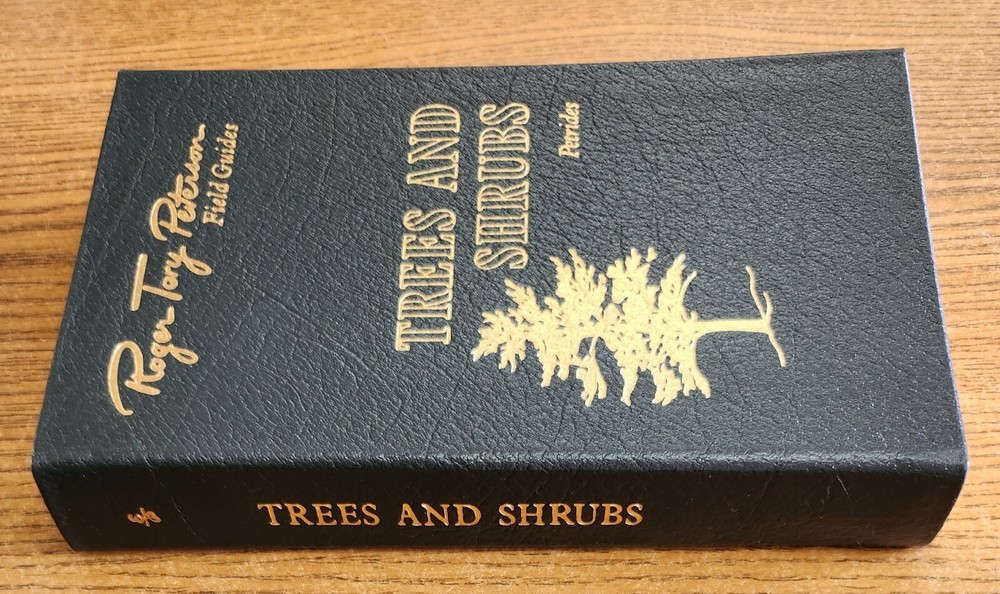 Roger Tory Peterson
Field Guides
TREES AND
SHRUBS
Petrides
TREES AND SHRUBS